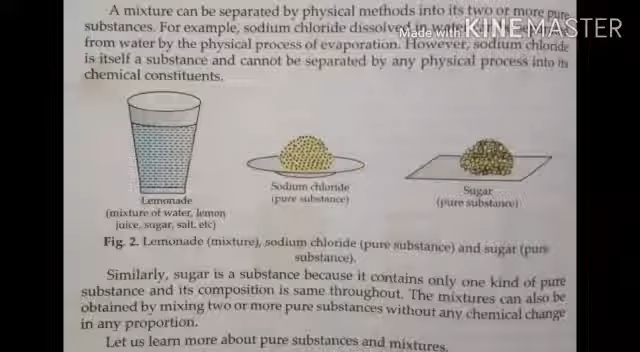 A mixture can be separated by physical methods into its two or more pure
substances. For example, sodium chloride dissolved in
Made with KINEMASTER
from water by the physical process of evaporation. However, sodium chloride
is itself a substance and cannot be separated by any physical process into its
chemical constituents.
Lemonade
(mixture of water, lemon
juice, sugar, salt, etc)
Sodium chloride
(pure substance)
Sugar
(pure substance)
Fig. 2. Lemonade (mixture), sodium chloride (pure substance) and sugar (pure
substance).
Similarly, sugar is a substance because it contains only one kind of pure
substance and its composition is same throughout. The mixtures can also be
obtained by mixing two or more pure substances without any chemical change
in any proportion.
Let us learn more about pure substances and mixtures.